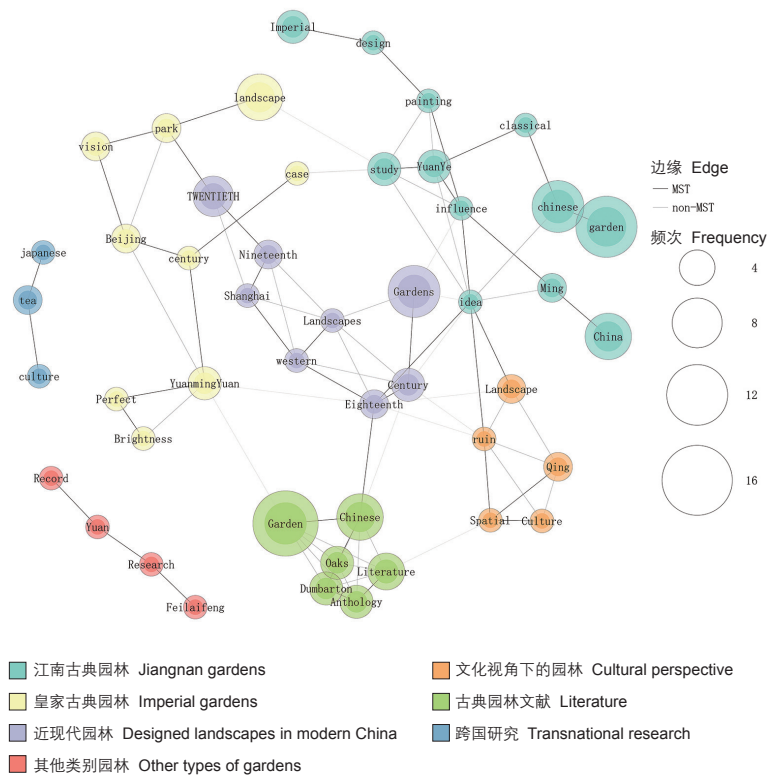 Imperial
design
landscape
painting
classical
park
vision
case
study
YuanYe
边缘 Edge
MST
non-MST
TWENTIETH
influence
chinese
garden
频次 Frequency
Beijing
century
japanese
Nineteenth
4
tea
Shanghai
Gardens
idea
Ming
Landscapes
8
China
culture
western
YuanmingYuan
Century
Landscape
Perfect
Eighteenth
12
Brightness
ruin
Record
Qing
16
Yuan
Garden
Chinese
Spatial
Culture
Research
Oaks
Literature
Dumbarton
Anthology
Feilaifeng
江南古典园林 Jiangnan gardens
皇家古典园林 Imperial gardens
近现代园林 Designed landscapes in modern China
其他类别园林 Other types of gardens
文化视角下的园林 Cultural perspective
古典园林文献 Literature
跨国研究 Transnational research